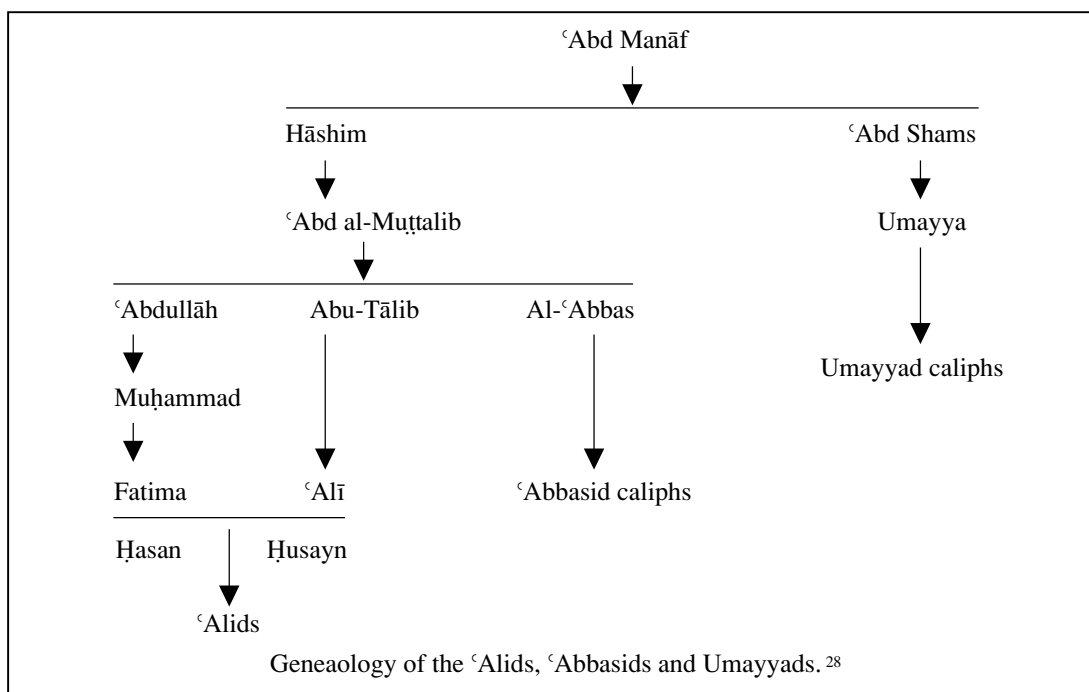 ʿAbd Manāf
Hāshim ʿAbd Shams
ʿAbd al-Muṭṭalib Umayya
ʿAbdullāh Abu-Tālib Al-ʿAbbas
Umayyad caliphs
Muḥammad
Fatima ʿAlī ʿAbbasid caliphs
Ḥasan Ḥusayn
ʿAlids
Geneaology of the ʿAlids, ʿAbbasids and Umayyads. 28